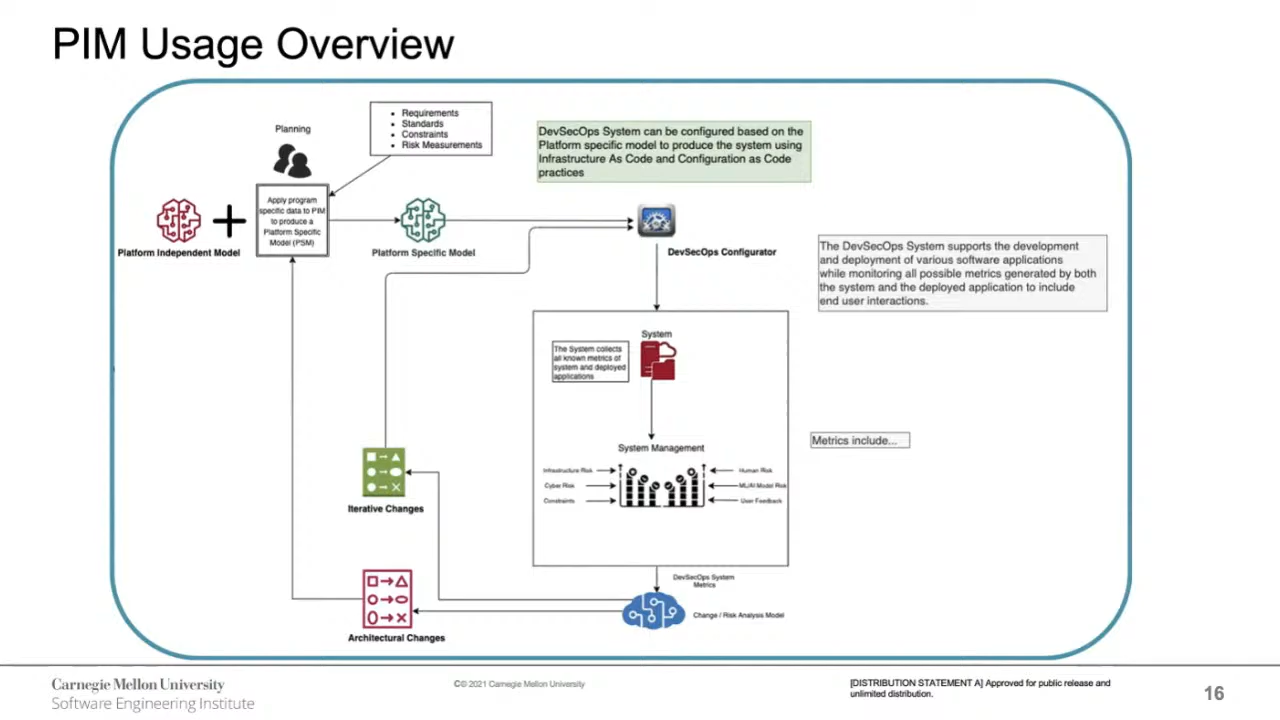 PIM Usage Overview
Planning
• Requirements
• Standards
• Constraints
• Risk Measurements
DevSecOps System can be configured based on the
Platform specific model to produce the system using
Infrastructure As Code and Configuration as Code
practices
Apply program
specific data to PIM
to produce a
Platform Specific
Model (PSM)
Platform Independent Model
Platform Specific Model
DevSecOps Configurator
The DevSecOps System supports the development
and deployment of various software applications
while monitoring all possible metrics generated by both
the system and the deployed application to include
end user interactions.
System
The System collects
all known metrics of
system and deployed
applications
Metrics include...
System Management
Infrastructure Risk
Cyber Risk
Constraints
Human Risk
ML/AI Model Risk
User Feedback
Iterative Changes
DevSecOps System
Metrics
Change / Risk Analysis Model
Architectural Changes
Carnegie Mellon University
Software Engineering Institute
©© 2021 Carnegie Mellon University
[DISTRIBUTION STATEMENT A] Approved for public release and
unlimited distribution.
16